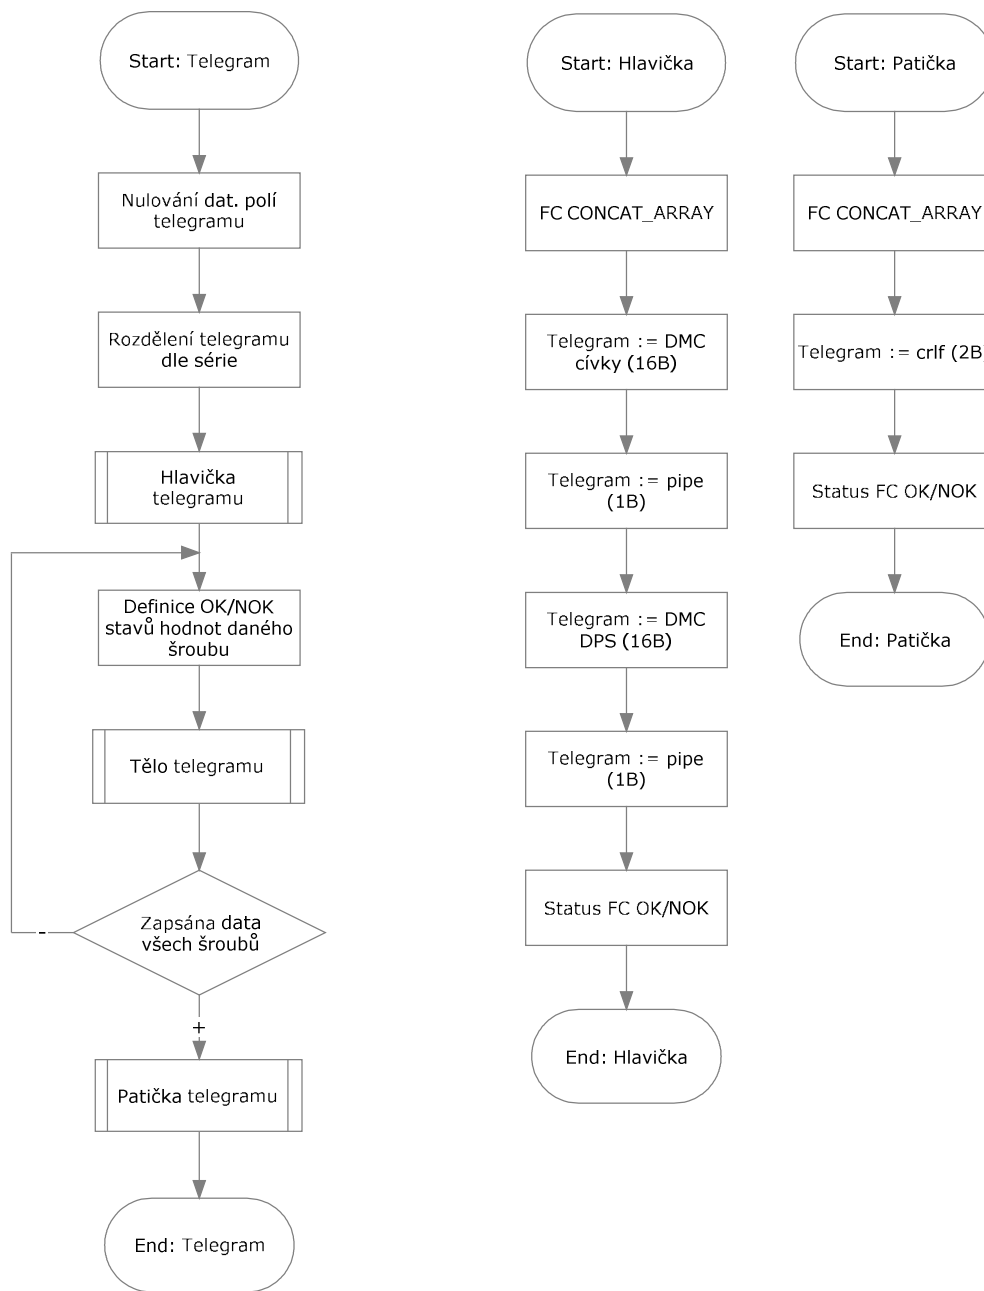 Start: Telegram
Nulování dat. polí
telegramu
Rozdělení telegramu
dle série
Hlavička
telegramu
Definice OK/NOK
stavů hodnot daného
šroubu
Tělo telegramu
Zapsána data
všech šroubů
-
+
Patička telegramu
End: Telegram
Start: Hlavička
FC CONCAT_ARRAY
Telegram := DMC
cívky (16B)
Telegram := pipe
(1B)
Telegram := DMC
DPS (16B)
Telegram := pipe
(1B)
Status FC OK/NOK
End: Hlavička
Start: Patička
FC CONCAT_ARRAY
Telegram := crlf (2B)
Status FC OK/NOK
End: Patička